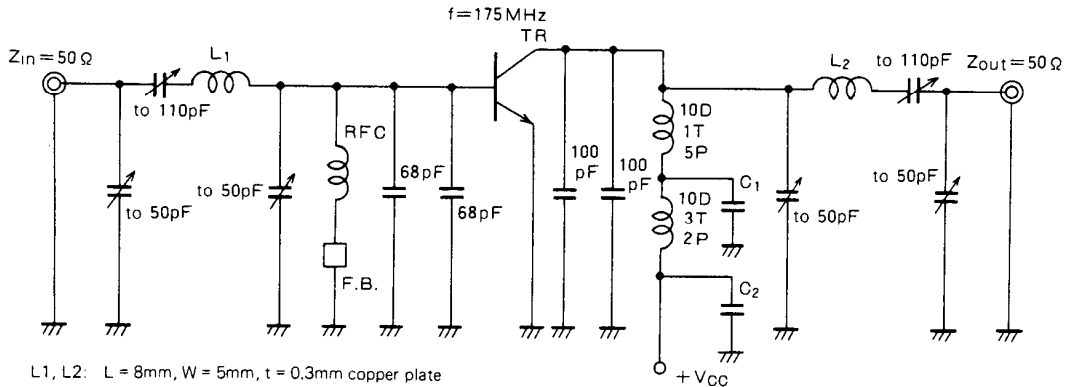 f=175MHz
TR
ZIn=50Ω
L1
to 110pF
L2
to 110pF
Zout=50Ω
10D
1T
5P
RFC
100
pF
100
pF
to 50pF
to 50pF
68pF
68pF
C1
10D
3T
2P
to 50pF
to 50pF
F.B.
C2
+VCC
L1, L2: L = 8mm, W = 5mm, t = 0.3mm copper plate